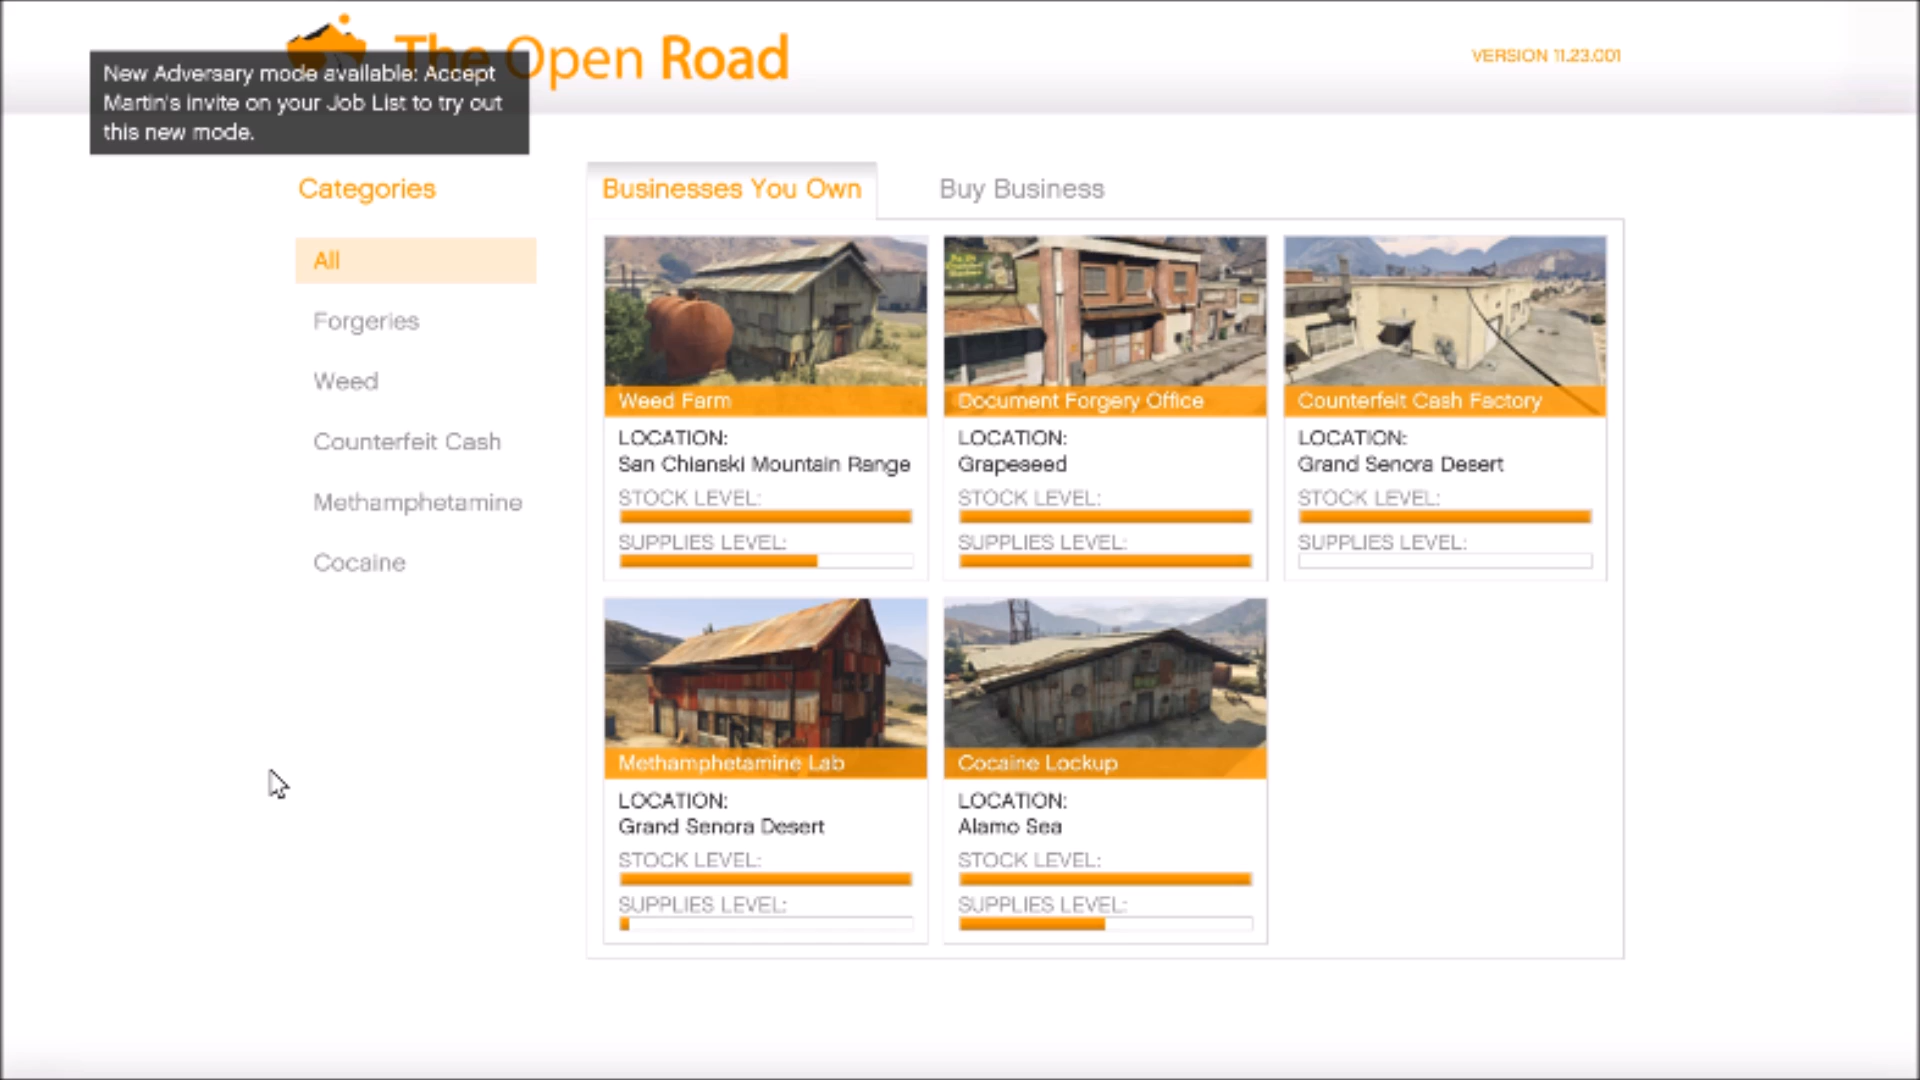 The Open Road
VERSION 11.23.001
New Adversary mode available: Accept
Martin's invite on your Job List to try out
this new mode.
Categories
All
Forgeries
Weed
Counterfeit Cash
Methamphetamine
Cocaine
Businesses You Own
Buy Business
Weed Farm
LOCATION:
San Chianski Mountain Range
STOCK LEVEL:
SUPPLIES LEVEL:
Document Forgery Office
LOCATION:
Grapeseed
STOCK LEVEL:
SUPPLIES LEVEL:
Counterfeit Cash Factory
LOCATION:
Grand Senora Desert
STOCK LEVEL:
SUPPLIES LEVEL:
Methamphetamine Lab
LOCATION:
Grand Senora Desert
STOCK LEVEL:
SUPPLIES LEVEL:
Cocaine Lockup
LOCATION:
Alamo Sea
STOCK LEVEL:
SUPPLIES LEVEL: